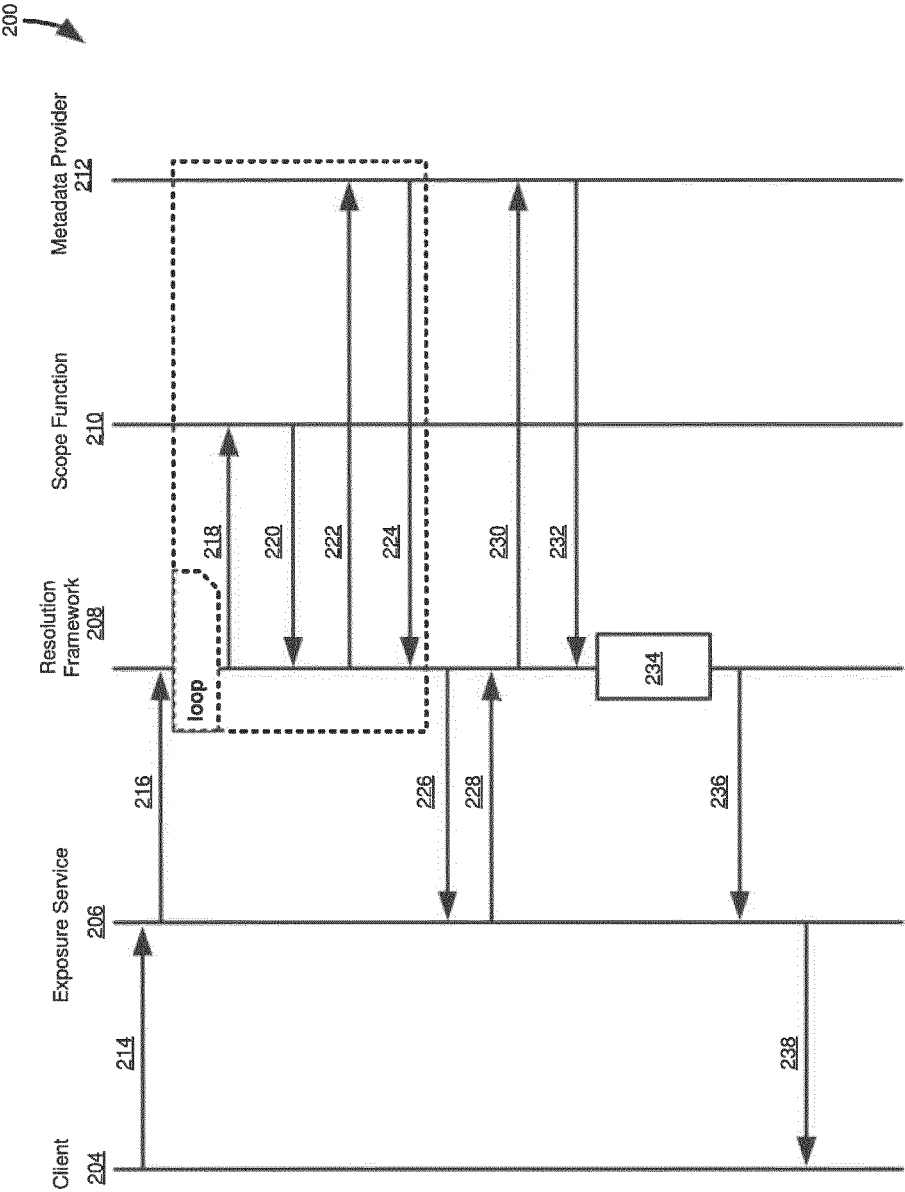 200
Client
204
Exposure Service
206
Resolution
Framework
208
Scope Function
210
Metadata Provider
212
214
216
loop
218
220
222
224
226
228
230
232
234
236
238